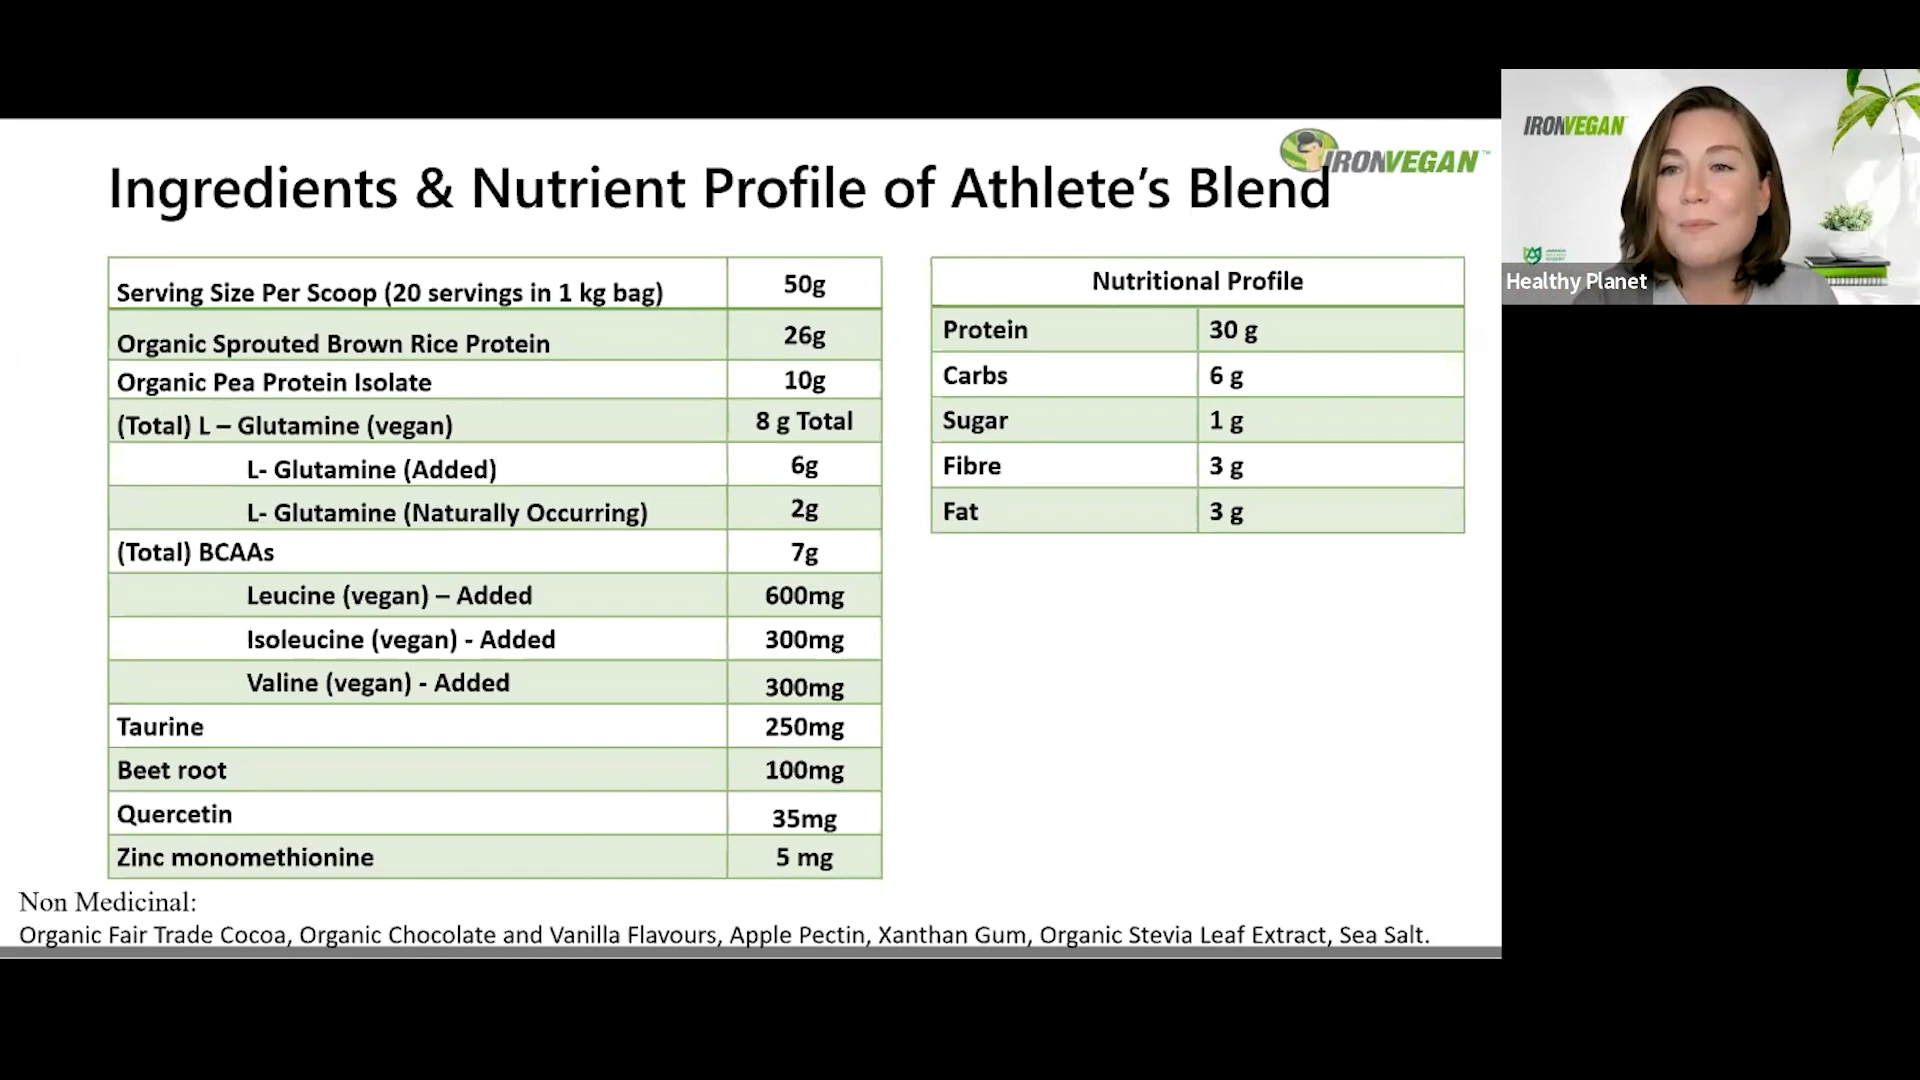 IRONVEGAN™
Ingredients & Nutrient Profile of Athlete's Blend
Serving Size Per Scoop (20 servings in 1 kg bag) 50g
Organic Sprouted Brown Rice Protein 26g
Organic Pea Protein Isolate 10g
(Total) L – Glutamine (vegan) 8 g Total
L- Glutamine (Added) 6g
L- Glutamine (Naturally Occurring) 2g
(Total) BCAAs 7g
Leucine (vegan) – Added 600mg
Isoleucine (vegan) - Added 300mg
Valine (vegan) - Added 300mg
Taurine 250mg
Beet root 100mg
Quercetin 35mg
Zinc monomethionine 5 mg
Nutritional Profile
Protein 30 g
Carbs 6 g
Sugar 1 g
Fibre 3 g
Fat 3 g
Non Medicinal:
Organic Fair Trade Cocoa, Organic Chocolate and Vanilla Flavours, Apple Pectin, Xanthan Gum, Organic Stevia Leaf Extract, Sea Salt.
IRONVEGAN
Healthy Planet